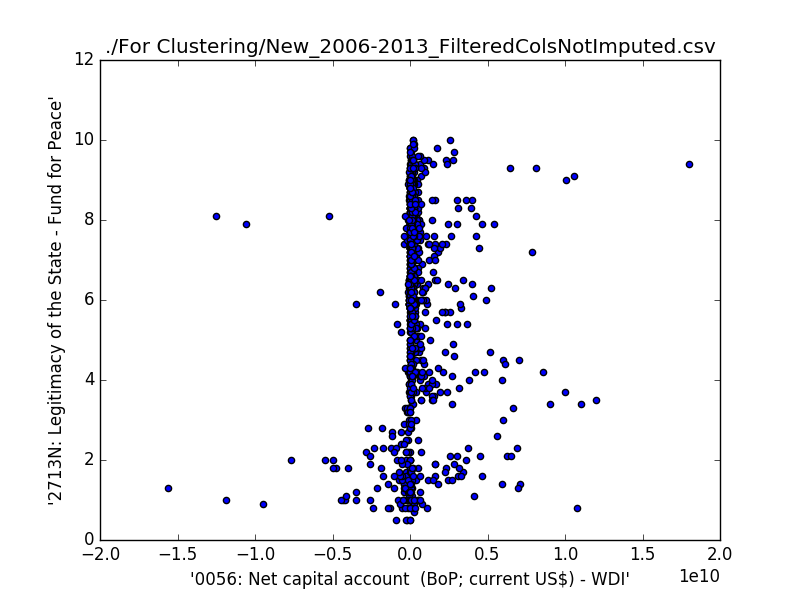 ./For Clustering/New_2006-2013_FilteredColsNotImputed.csv
12
10
8
6
4
2
0
'2713N: Legitimacy of the State - Fund for Peace'
−2.0 −1.5 −1.0 −0.5 0.0 0.5 1.0 1.5 2.0
1e10
'0056: Net capital account  (BoP; current US$) - WDI'